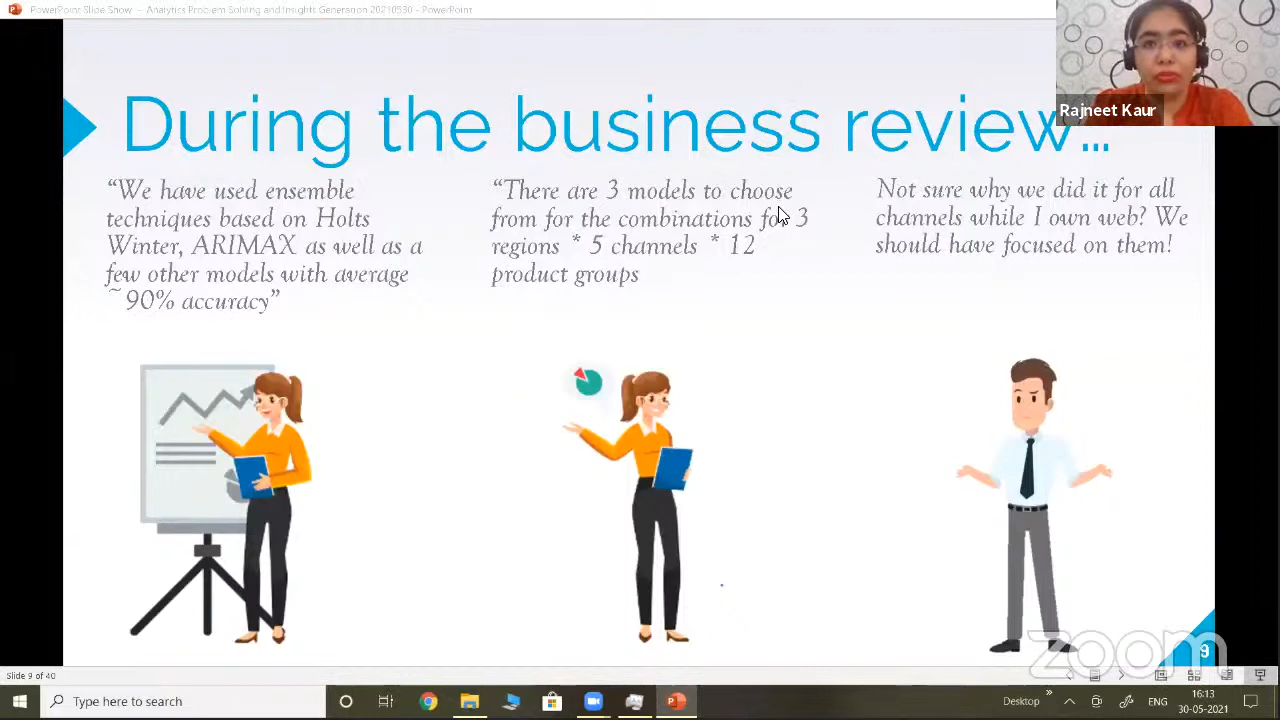 PowerPoint Slide Show - Analytics Problem Solving and Insights Generation 20210530 - PowerPoint
Rajneet Kaur
During the business review...
“We have used ensemble
techniques based on Holts
Winter, ARIMAX as well as a
few other models with average
~90% accuracy”
“There are 3 models to choose
from for the combinations for 3
regions * 5 channels * 12
product groups
Not sure why we did it for all
channels while I own web? We
should have focused on them!
zoom
9
Slide 9 of 40
Type here to search
Desktop
ENG
16:13
30-05-2021